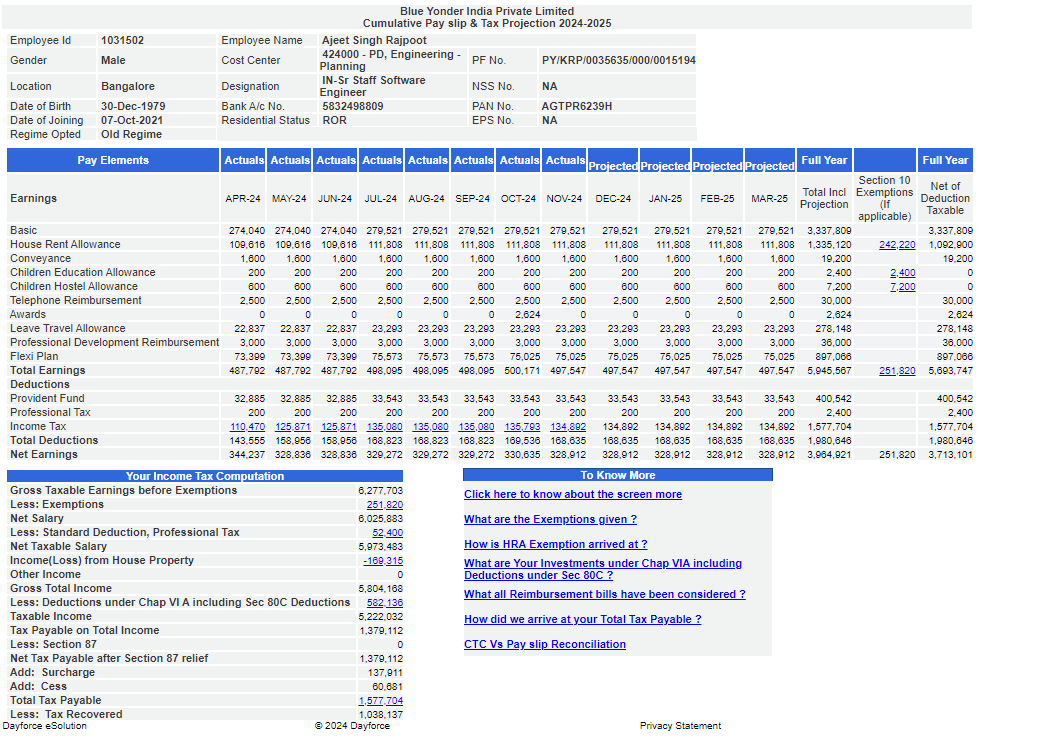 Blue Yonder India Private Limited
Cumulative Pay slip & Tax Projection 2024-2025
Employee Id 1031502 Employee Name Ajeet Singh Rajpoot
Gender Male Cost Center 424000 - PD, Engineering - Planning PF No. PY/KRP/0035635/000/0015194
Location Bangalore Designation IN-Sr Staff Software Engineer NSS No. NA
Date of Birth 30-Dec-1979 Bank A/c No. 5832498809 PAN No. AGTPR6239H
Date of Joining 07-Oct-2021 Residential Status ROR EPS No. NA
Regime Opted Old Regime
Pay Elements Actuals Actuals Actuals Actuals Actuals Actuals Actuals Actuals Projected Projected Projected Projected Full Year Full Year
Earnings APR-24 MAY-24 JUN-24 JUL-24 AUG-24 SEP-24 OCT-24 NOV-24 DEC-24 JAN-25 FEB-25 MAR-25 Total Incl Projection Section 10 Exemptions (If applicable) Net of Deduction Taxable
Basic 274,040 274,040 274,040 279,521 279,521 279,521 279,521 279,521 279,521 279,521 279,521 279,521 3,337,809 3,337,809
House Rent Allowance 109,616 109,616 109,616 111,808 111,808 111,808 111,808 111,808 111,808 111,808 111,808 111,808 1,335,120 242,220 1,092,900
Conveyance 1,600 1,600 1,600 1,600 1,600 1,600 1,600 1,600 1,600 1,600 1,600 1,600 19,200 19,200
Children Education Allowance 200 200 200 200 200 200 200 200 200 200 200 200 2,400 2,400 0
Children Hostel Allowance 600 600 600 600 600 600 600 600 600 600 600 600 7,200 7,200 0
Telephone Reimbursement 2,500 2,500 2,500 2,500 2,500 2,500 2,500 2,500 2,500 2,500 2,500 2,500 30,000 30,000
Awards 0 0 0 0 0 0 2,624 0 0 0 0 0 2,624 2,624
Leave Travel Allowance 22,837 22,837 22,837 23,293 23,293 23,293 23,293 23,293 23,293 23,293 23,293 23,293 278,148 278,148
Professional Development Reimbursement 3,000 3,000 3,000 3,000 3,000 3,000 3,000 3,000 3,000 3,000 3,000 3,000 36,000 36,000
Flexi Plan 73,399 73,399 73,399 75,573 75,573 75,573 75,025 75,025 75,025 75,025 75,025 75,025 897,066 897,066
Total Earnings 487,792 487,792 487,792 498,095 498,095 498,095 500,171 497,547 497,547 497,547 497,547 497,547 5,945,567 251,820 5,693,747
Deductions
Provident Fund 32,885 32,885 32,885 33,543 33,543 33,543 33,543 33,543 33,543 33,543 33,543 33,543 400,542 400,542
Professional Tax 200 200 200 200 200 200 200 200 200 200 200 200 2,400 2,400
Income Tax 110,470 125,871 125,871 135,080 135,080 135,080 135,793 134,892 134,892 134,892 134,892 134,892 1,577,704 1,577,704
Total Deductions 143,555 158,956 158,956 168,823 168,823 168,823 169,536 168,635 168,635 168,635 168,635 168,635 1,980,646 1,980,646
Net Earnings 344,237 328,836 328,836 329,272 329,272 329,272 330,635 328,912 328,912 328,912 328,912 328,912 3,964,921 251,820 3,713,101
Your Income Tax Computation
Gross Taxable Earnings before Exemptions 6,277,703
Less: Exemptions 251,820
Net Salary 6,025,883
Less: Standard Deduction, Professional Tax 52,400
Net Taxable Salary 5,973,483
Income(Loss) from House Property -169,315
Other Income 0
Gross Total Income 5,804,168
Less: Deductions under Chap VI A including Sec 80C Deductions 582,136
Taxable Income 5,222,032
Tax Payable on Total Income 1,379,112
Less: Section 87 0
Net Tax Payable after Section 87 relief 1,379,112
Add: Surcharge 137,911
Add: Cess 60,681
Total Tax Payable 1,577,704
Less: Tax Recovered 1,038,137
To Know More
Click here to know about the screen more
What are the Exemptions given ?
How is HRA Exemption arrived at ?
What are Your Investments under Chap VIA including
Deductions under Sec 80C ?
What all Reimbursement bills have been considered ?
How did we arrive at your Total Tax Payable ?
CTC Vs Pay slip Reconciliation
Dayforce eSolution © 2024 Dayforce Privacy Statement